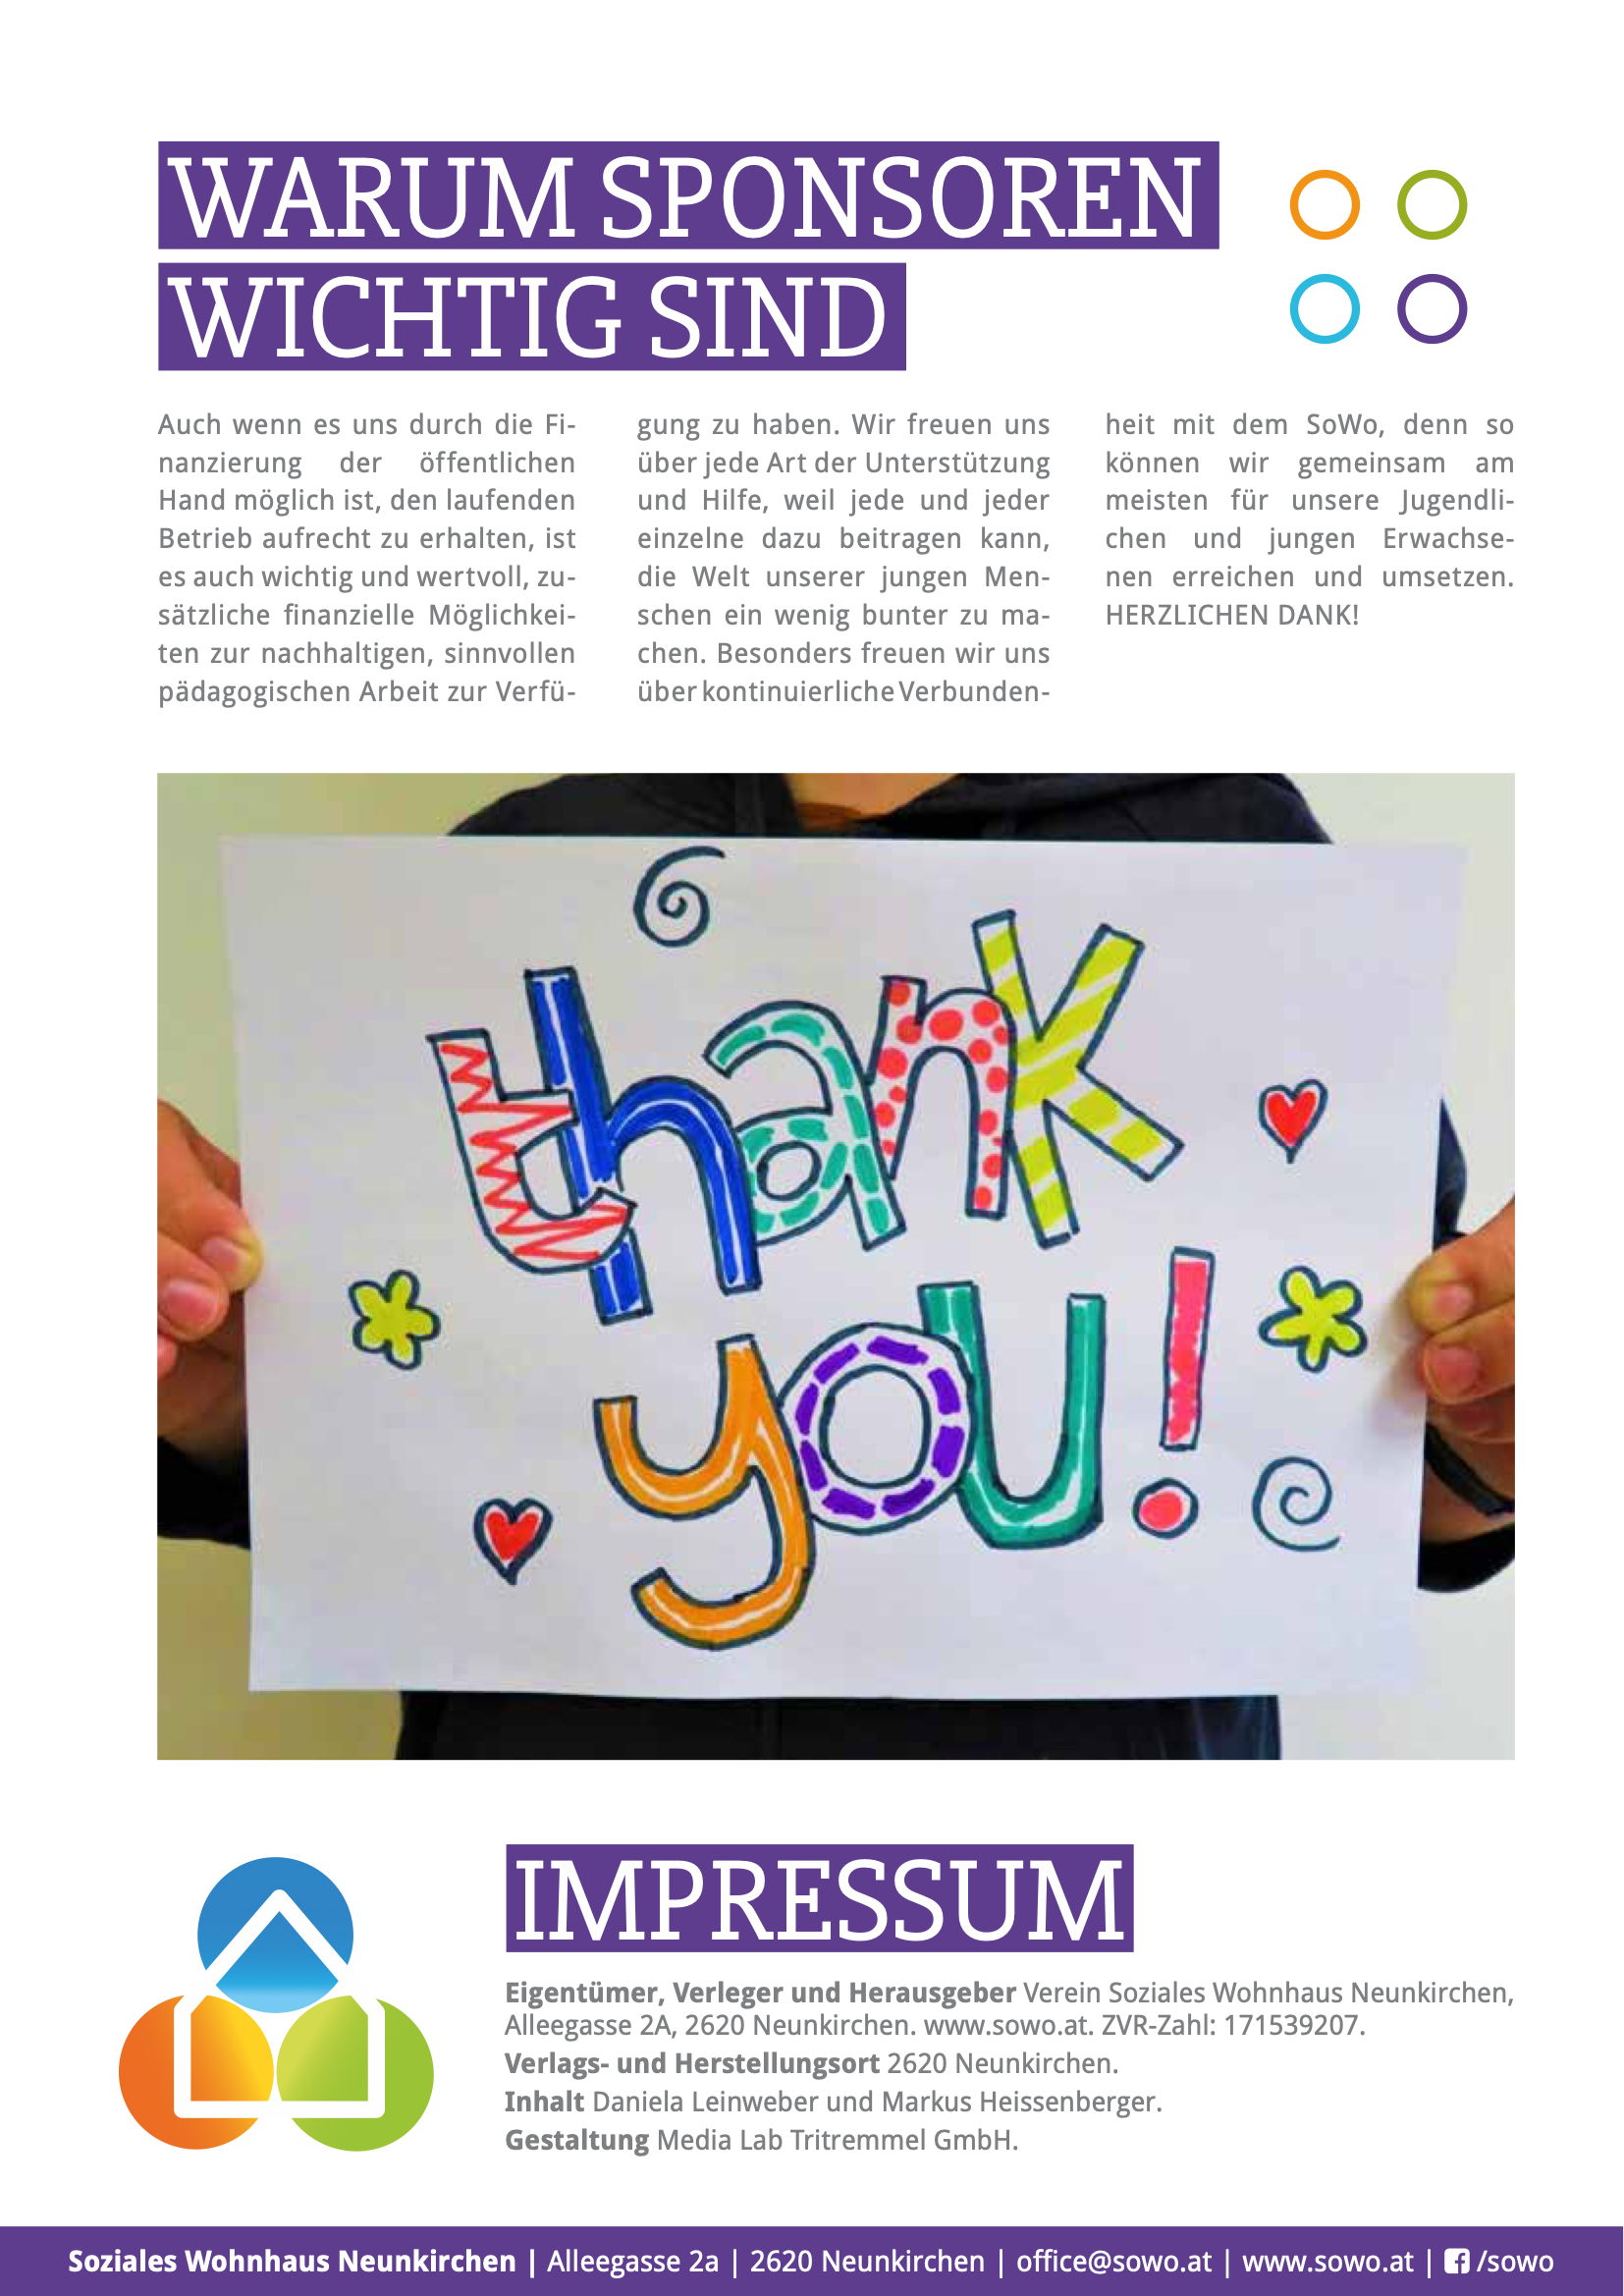 WARUM SPONSOREN
WICHTIG SIND
Auch wenn es uns durch die Fi-
nanzierung der öffentlichen
Hand möglich ist, den laufenden
Betrieb aufrecht zu erhalten, ist
es auch wichtig und wertvoll, zu-
sätzliche finanzielle Möglichkei-
ten zur nachhaltigen, sinnvollen
pädagogischen Arbeit zur Verfü-
gung zu haben. Wir freuen uns
über jede Art der Unterstützung
und Hilfe, weil jede und jeder
einzelne dazu beitragen kann,
die Welt unserer jungen Men-
schen ein wenig bunter zu ma-
chen. Besonders freuen wir uns
über kontinuierliche Verbunden-
heit mit dem SoWo, denn so
können wir gemeinsam am
meisten für unsere Jugendli-
chen und jungen Erwachse-
nen erreichen und umsetzen.
HERZLICHEN DANK!
thank
you!
IMPRESSUM
Eigentümer, Verleger und Herausgeber Verein Soziales Wohnhaus Neunkirchen,
Alleegasse 2A, 2620 Neunkirchen. www.sowo.at. ZVR-Zahl: 171539207.
Verlags- und Herstellungsort 2620 Neunkirchen.
Inhalt Daniela Leinweber und Markus Heissenberger.
Gestaltung Media Lab Tritremmel GmbH.
Soziales Wohnhaus Neunkirchen | Alleegasse 2a | 2620 Neunkirchen | office@sowo.at | www.sowo.at | f /sowo